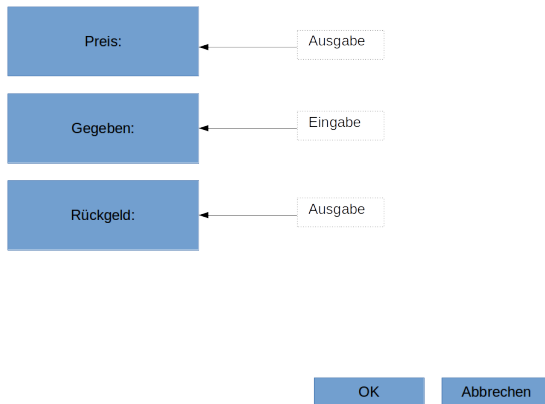 Preis:
Ausgabe
Gegeben:
Eingabe
Rückgeld:
Ausgabe
OK
Abbrechen